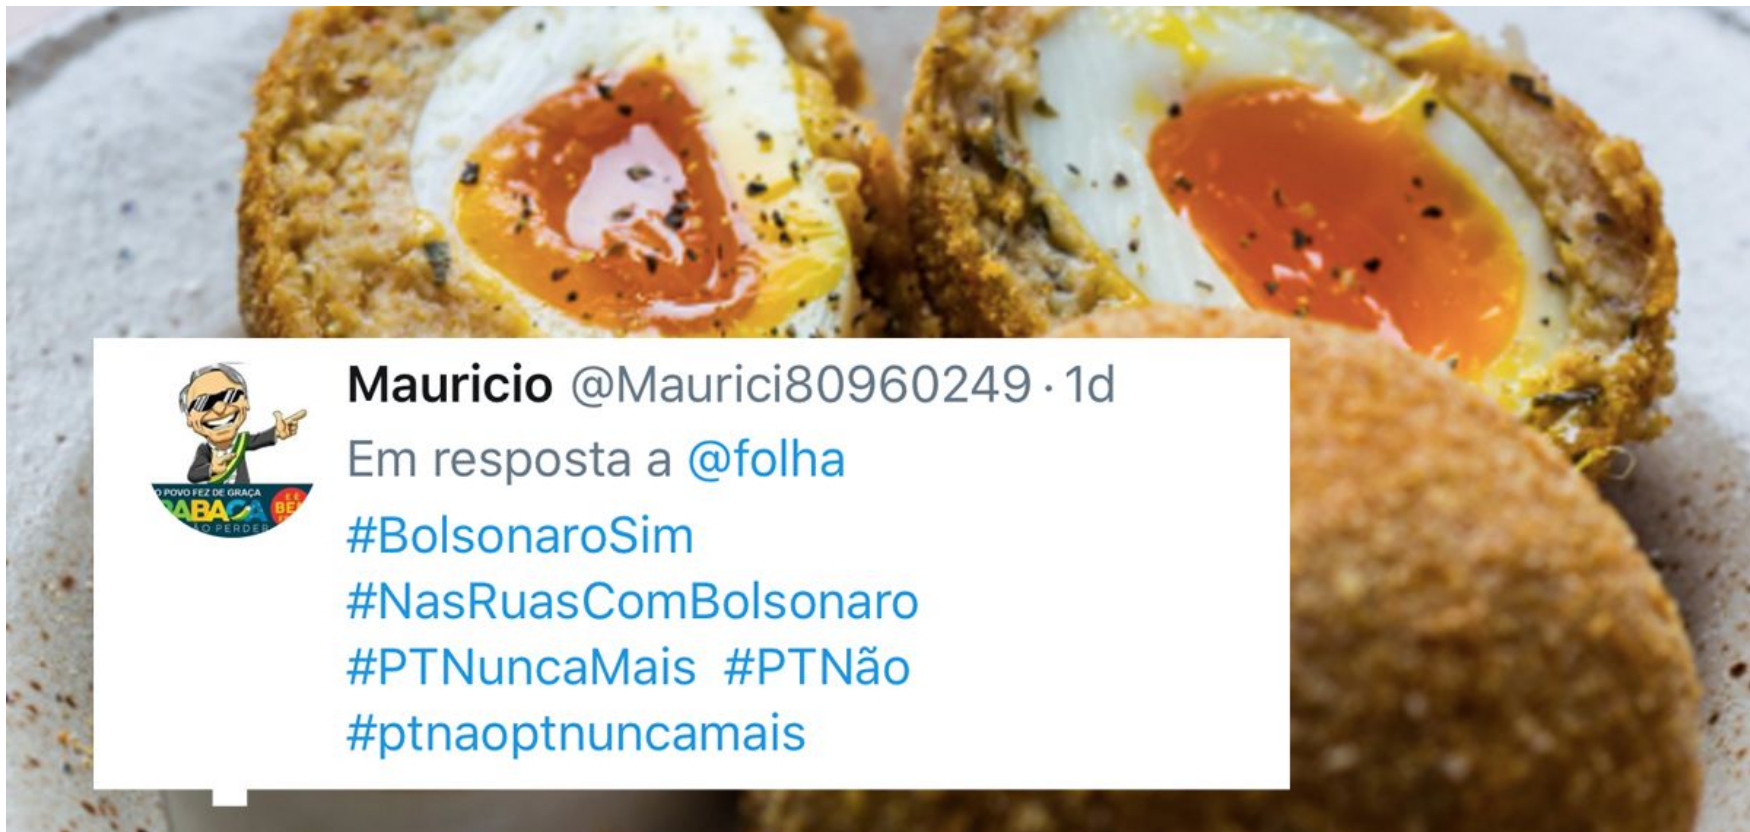 Mauricio @Maurici80960249 · 1d
Em resposta a @folha
#BolsonaroSim
#NasRuasComBolsonaro
#PTNuncaMais #PTNão
#ptnaoptnuncamais
O POVO FEZ DE GRAÇA